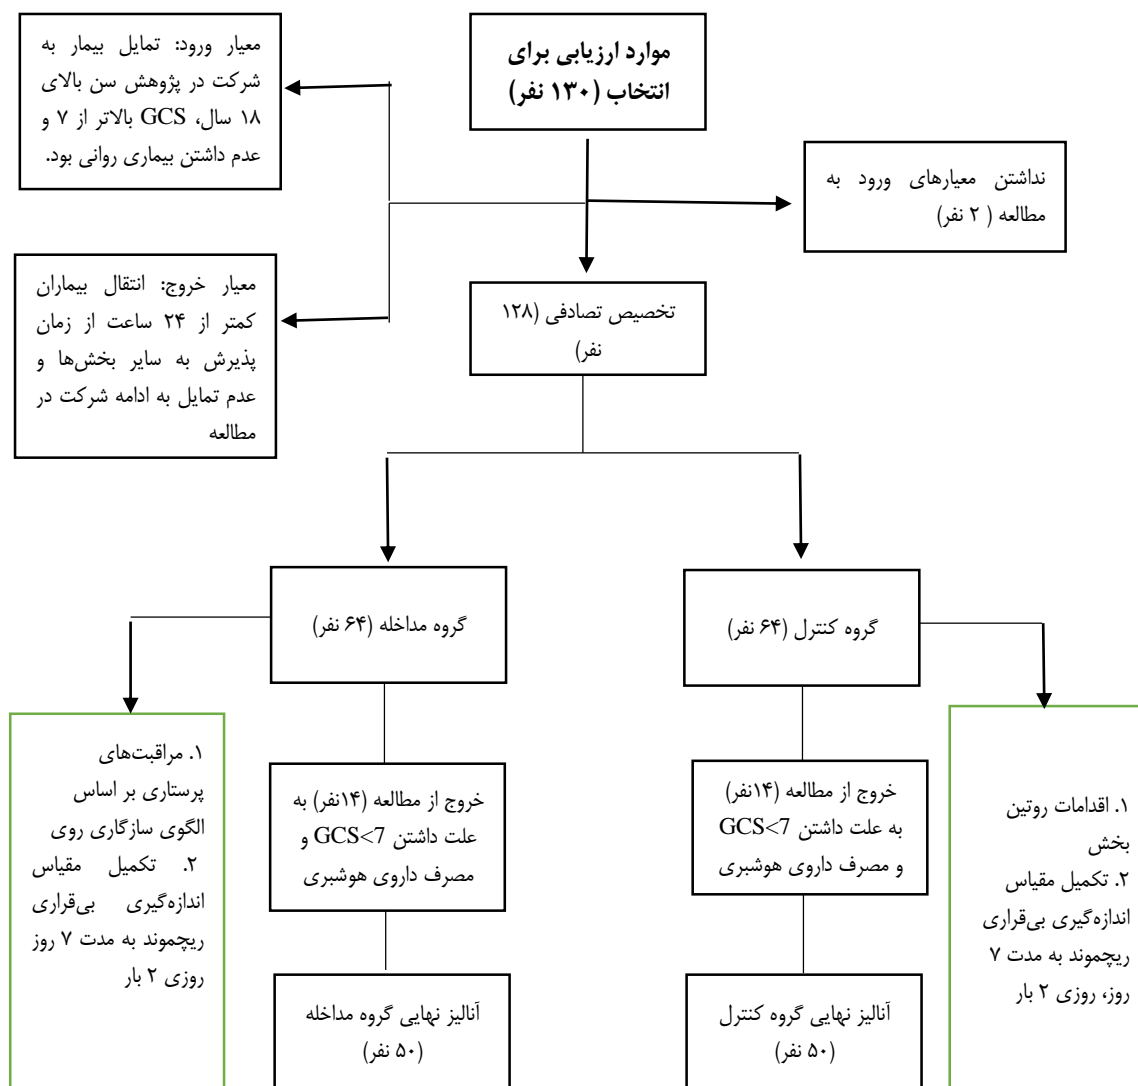 موارد ارزیابی برای
انتخاب (۱۳۰ نفر)
معیار ورود: تمایل بیمار به
شرکت در پژوهش سن بالای
۱۸ سال، GCS بالاتر از ۷ و
عدم داشتن بیماری روانی بود.
نداشتن معیارهای ورود به
مطالعه ( ۲ نفر)
معیار خروج: انتقال بیماران
کمتر از ۲۴ ساعت از زمان
پذیرش به سایر بخش‌ها و
عدم تمایل به ادامه شرکت در
مطالعه
تخصیص تصادفی (۱۲۸
نفر)
گروه کنترل (۶۴ نفر)
گروه مداخله (۶۴ نفر)
۱. اقدامات روتین
بخش
۲. تکمیل مقیاس
اندازه‌گیری بی‌قراری
ریچموند به مدت ۷
روز، روزی ۲ بار
خروج از مطالعه (۱۴نفر)
به علت داشتن GCS<7
و مصرف داروی هوشبری
خروج از مطالعه (۱۴نفر) به
علت داشتن GCS<7 و
مصرف داروی هوشبری
۱. مراقبت‌های
پرستاری بر اساس
الگوی سازگاری روی
۲. تکمیل مقیاس
اندازه‌گیری بی‌قراری
ریچموند به مدت ۷ روز
روزی ۲ بار
آنالیز نهایی گروه کنترل
(۵۰ نفر)
آنالیز نهایی گروه مداخله
(۵۰ نفر)